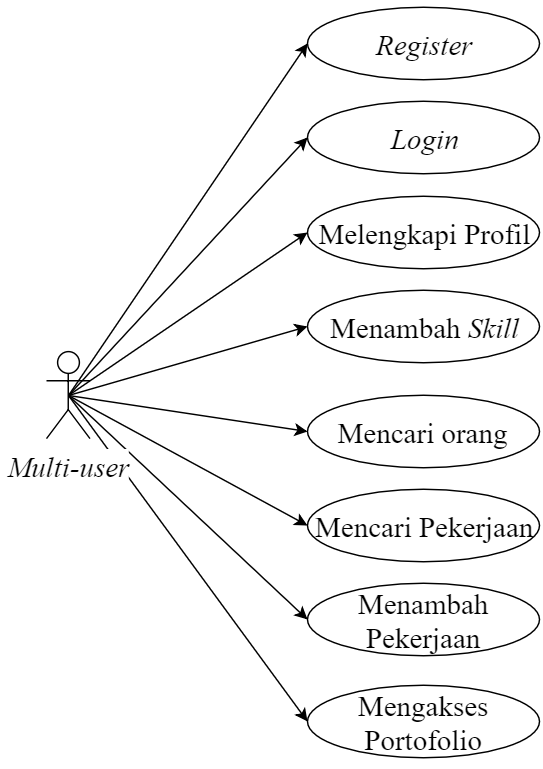 Register
Login
Melengkapi Profil
Menambah Skill
Mencari orang
Multi-user
Mencari Pekerjaan
Menambah
Pekerjaan
Mengakses
Portofolio